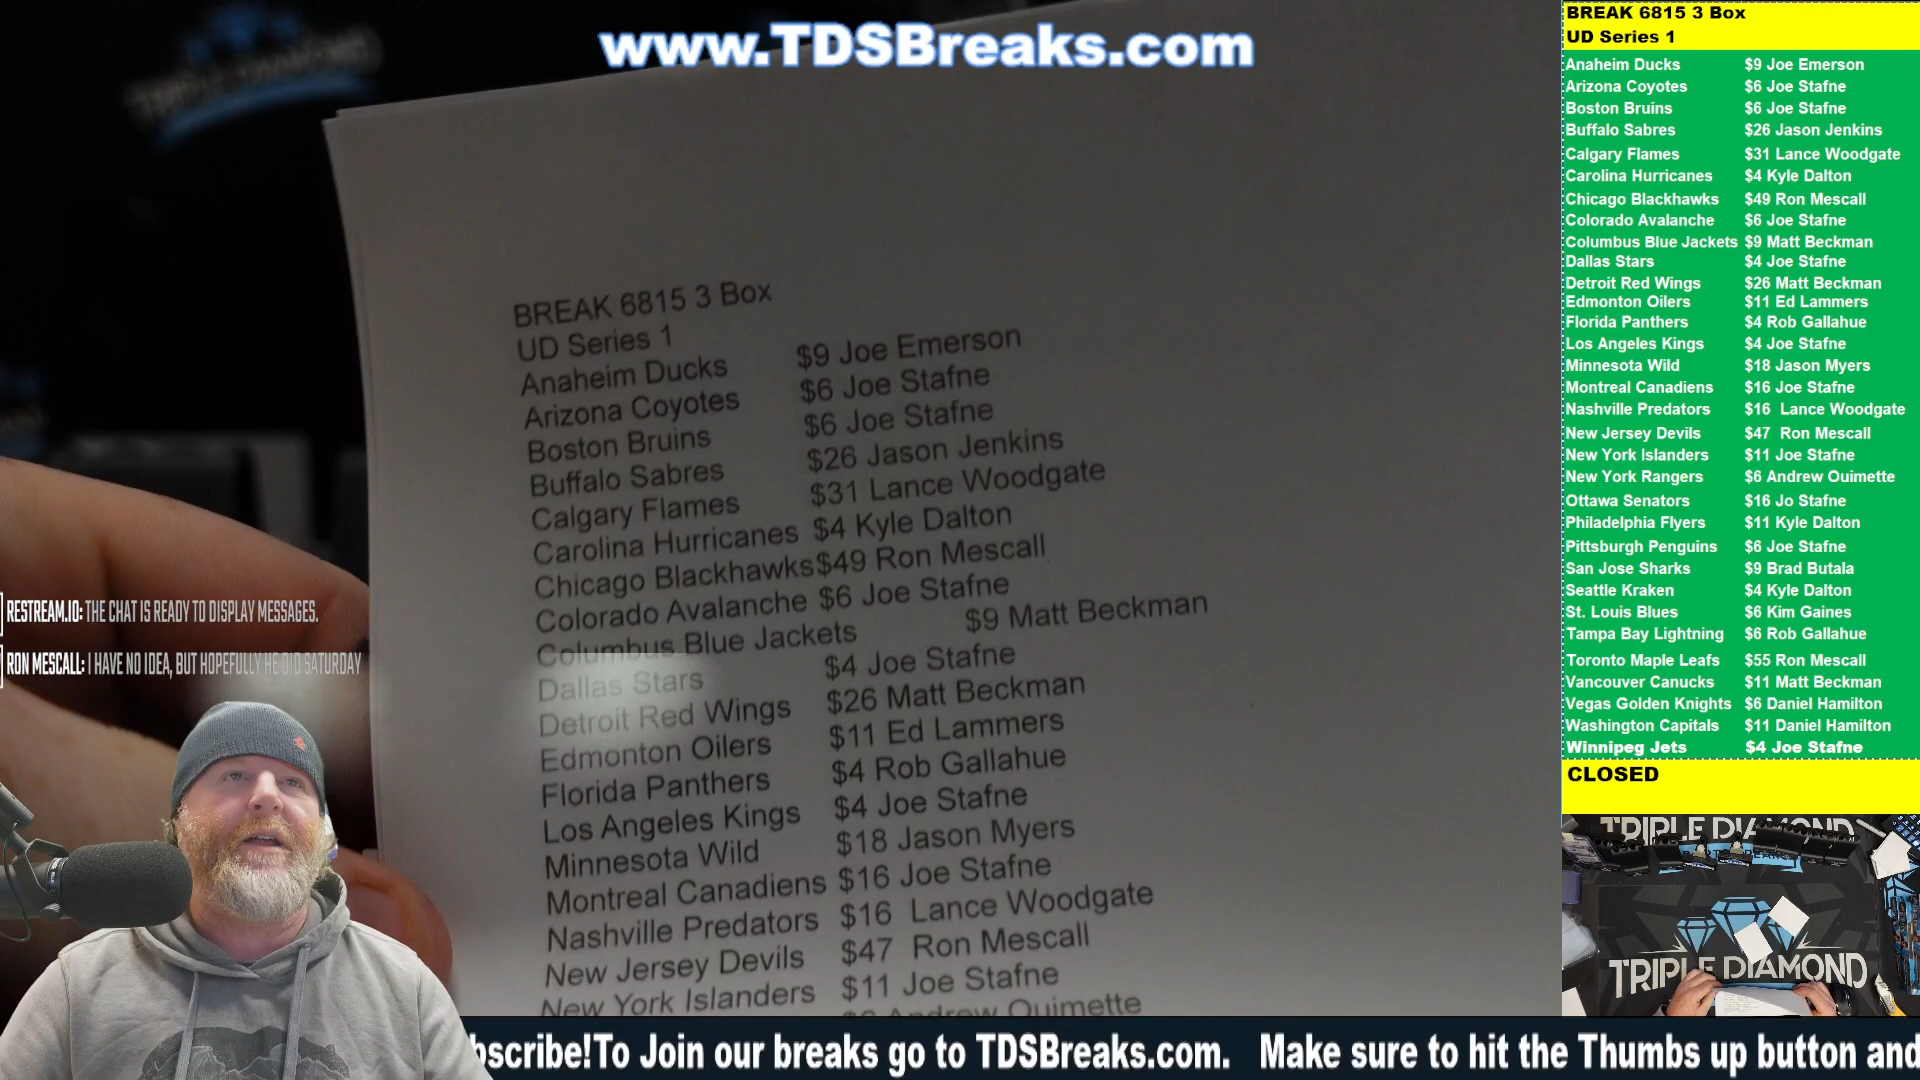 www.TDSBreaks.com
TRIPLE DIAMOND
BREAK 6815 3 Box
UD Series 1
Anaheim Ducks $9 Joe Emerson
Arizona Coyotes $6 Joe Stafne
Boston Bruins $6 Joe Stafne
Buffalo Sabres $26 Jason Jenkins
Calgary Flames $31 Lance Woodgate
Carolina Hurricanes $4 Kyle Dalton
Chicago Blackhawks $49 Ron Mescall
Colorado Avalanche $6 Joe Stafne
Columbus Blue Jackets $9 Matt Beckman
Dallas Stars $4 Joe Stafne
Detroit Red Wings $26 Matt Beckman
Edmonton Oilers $11 Ed Lammers
Florida Panthers $4 Rob Gallahue
Los Angeles Kings $4 Joe Stafne
Minnesota Wild $18 Jason Myers
Montreal Canadiens $16 Joe Stafne
Nashville Predators $16 Lance Woodgate
New Jersey Devils $47 Ron Mescall
New York Islanders $11 Joe Stafne
Andrew Ouimette
RESTREAM.IO: THE CHAT IS READY TO DISPLAY MESSAGES.
RON MESCALL: I HAVE NO IDEA, BUT HOPEFULLY HE DID SATURDAY
BREAK 6815 3 Box
UD Series 1
Anaheim Ducks $9 Joe Emerson
Arizona Coyotes $6 Joe Stafne
Boston Bruins $6 Joe Stafne
Buffalo Sabres $26 Jason Jenkins
Calgary Flames $31 Lance Woodgate
Carolina Hurricanes $4 Kyle Dalton
Chicago Blackhawks $49 Ron Mescall
Colorado Avalanche $6 Joe Stafne
Columbus Blue Jackets $9 Matt Beckman
Dallas Stars $4 Joe Stafne
Detroit Red Wings $26 Matt Beckman
Edmonton Oilers $11 Ed Lammers
Florida Panthers $4 Rob Gallahue
Los Angeles Kings $4 Joe Stafne
Minnesota Wild $18 Jason Myers
Montreal Canadiens $16 Joe Stafne
Nashville Predators $16 Lance Woodgate
New Jersey Devils $47 Ron Mescall
New York Islanders $11 Joe Stafne
New York Rangers $6 Andrew Ouimette
Ottawa Senators $16 Jo Stafne
Philadelphia Flyers $11 Kyle Dalton
Pittsburgh Penguins $6 Joe Stafne
San Jose Sharks $9 Brad Butala
Seattle Kraken $4 Kyle Dalton
St. Louis Blues $6 Kim Gaines
Tampa Bay Lightning $6 Rob Gallahue
Toronto Maple Leafs $55 Ron Mescall
Vancouver Canucks $11 Matt Beckman
Vegas Golden Knights $6 Daniel Hamilton
Washington Capitals $11 Daniel Hamilton
Winnipeg Jets $4 Joe Stafne
CLOSED
TRIPLE DIAMOND
TRIPLE DIAMOND
bscribe!To Join our breaks go to TDSBreaks.com. Make sure to hit the Thumbs up button and